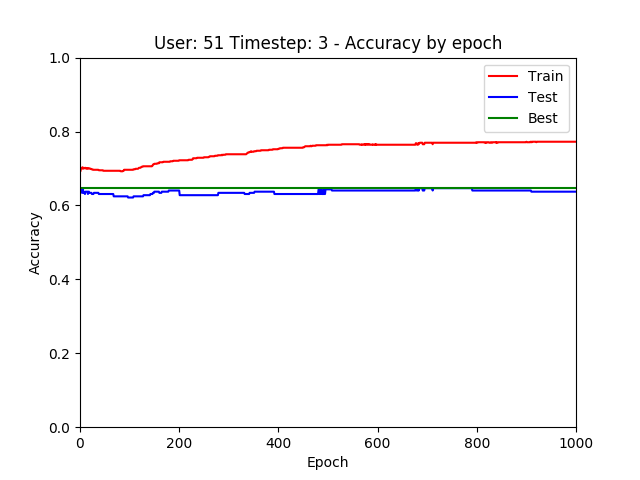 User: 51 Timestep: 3 - Accuracy by epoch
1.0
0.8
0.6
0.4
0.2
0.0
Accuracy
Train
Test
Best
0 200 400 600 800 1000
Epoch